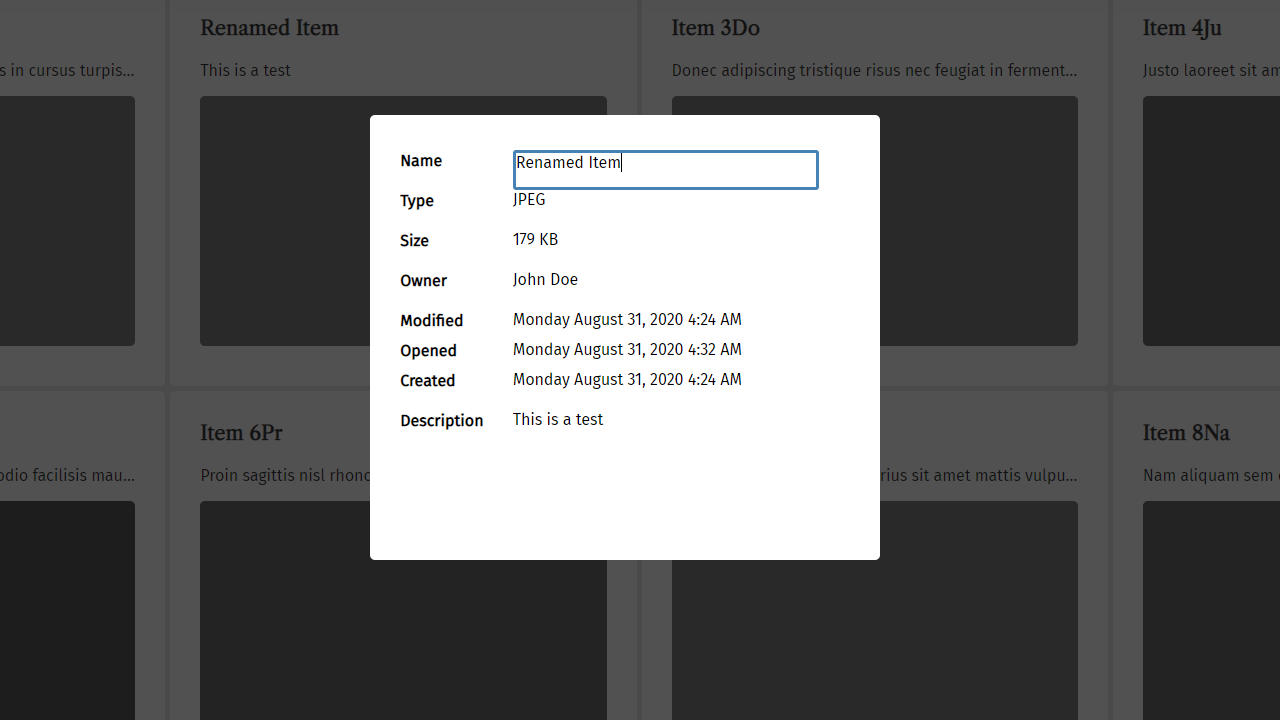 Renamed Item
Item 3Do
Item 4Ju
s in cursus turpis...
This is a test
Donec adipiscing tristique risus nec feugiat in ferment...
Justo laoreet sit am
Name Renamed Item
Type JPEG
Size 179 KB
Owner John Doe
Modified Monday August 31, 2020 4:24 AM
Opened Monday August 31, 2020 4:32 AM
Created Monday August 31, 2020 4:24 AM
Description This is a test
Item 6Pr
Item 8Na
odio facilisis mau...
Proin sagittis nisl rhonc
rius sit amet mattis vulpu...
Nam aliquam sem